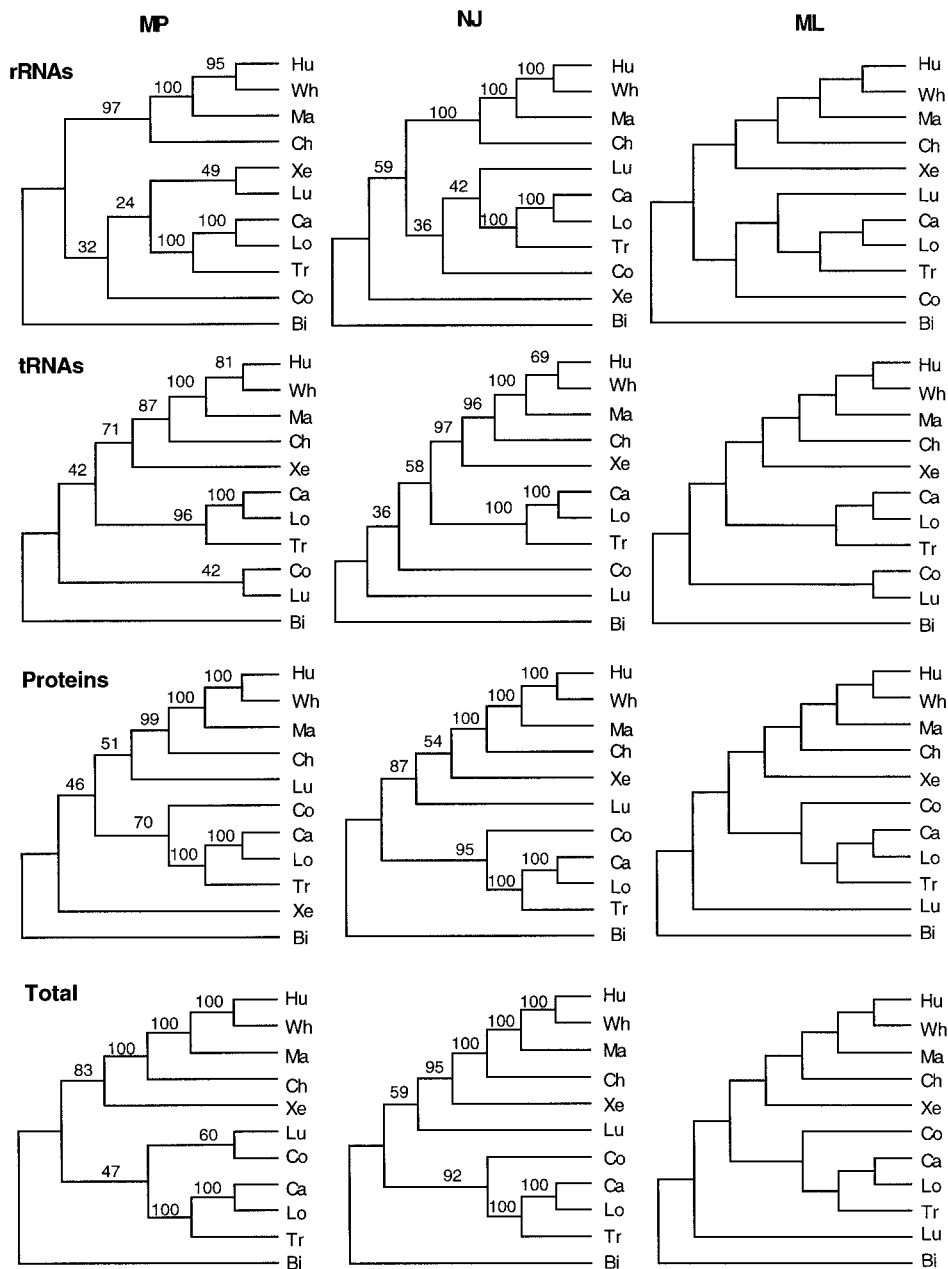 MP NJ ML
rRNAs
95
Hu
100
Wh
97
Ma
Ch
49
Xe
24
Lu
100
Ca
32
100
Lo
Tr
Co
Bi
100
Hu
100
Wh
100
Ma
Ch
59
Lu
42
100
Ca
36
100
Lo
Tr
Co
Xe
Bi
Hu
Wh
Ma
Ch
Xe
Lu
Ca
Lo
Tr
Co
Bi
tRNAs
81
Hu
100
Wh
87
Ma
71
Ch
42
Xe
100
Ca
96
Lo
Tr
42
Co
Lu
Bi
69
Hu
100
Wh
96
Ma
97
Ch
58
Xe
100
Ca
36
100
Lo
Tr
Co
Lu
Bi
Hu
Wh
Ma
Ch
Xe
Ca
Lo
Tr
Co
Lu
Bi
Proteins
100
Hu
100
Wh
99
Ma
51
Ch
46
Lu
Co
70
100
Ca
100
Lo
Tr
Xe
Bi
100
Hu
100
Wh
100
Ma
54
Ch
87
Xe
Lu
Co
95
100
Ca
100
Lo
Tr
Bi
Hu
Wh
Ma
Ch
Xe
Co
Ca
Lo
Tr
Lu
Bi
Total
100
Hu
100
Wh
100
Ma
83
Ch
Xe
60
Lu
47
Co
100
Ca
100
Lo
Tr
Bi
100
Hu
100
Wh
100
Ma
95
Ch
59
Xe
Lu
Co
92
100
Ca
100
Lo
Tr
Bi
Hu
Wh
Ma
Ch
Xe
Co
Ca
Lo
Tr
Lu
Bi